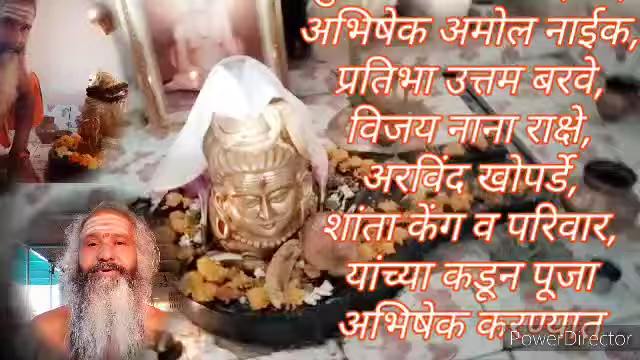 अभिषेक अमोल नाईक,
प्रतिभा उत्तम बरवे,
विजय नाना राक्षे,
अरविंद खोपर्डे,
शांता केंग व परिवार,
यांच्या कडून पूजा
अभिषेक करण्यात
PowerDirector